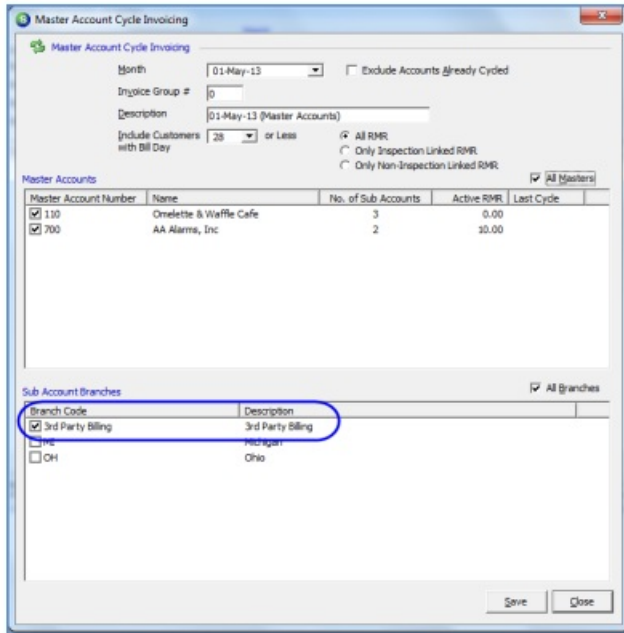 Master Account Cycle Invoicing
Master Account Cycle Invoicing
Month 01-May-13 Exclude Accounts Already Cycled
Invoice Group # 0
Description 01-May-13 (Master Accounts)
Include Customers with Bill Day 28 or Less All RMR
Only Inspection Linked RMR
Only Non-Inspection Linked RMR
Master Accounts All Masters
Master Account Number Name No. of Sub Accounts Active RMR Last Cycle
110 Omelette & Waffle Cafe 3 0.00
700 AA Alarms, Inc 2 10.00
Sub Account Branches All Branches
Branch Code Description
3rd Party Billing 3rd Party Billing
MI Michigan
OH Ohio
Save Close